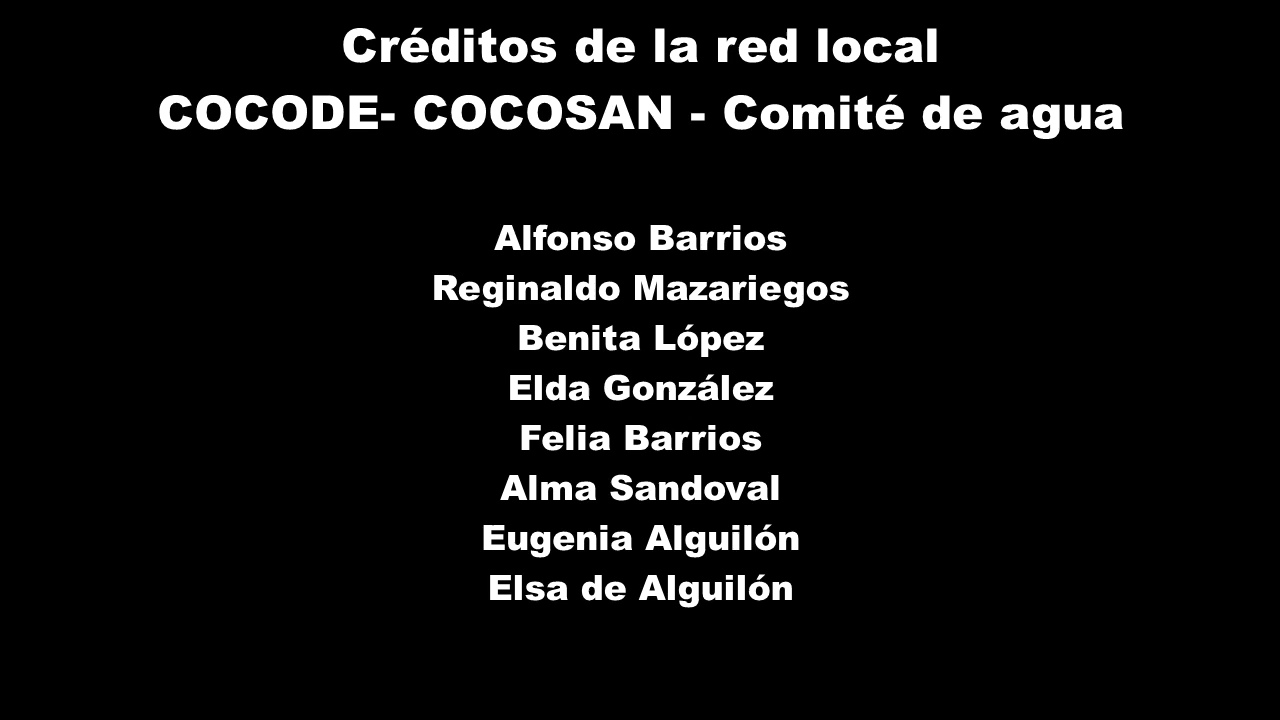 Créditos de la red local
COCODE- COCOSAN - Comité de agua
Alfonso Barrios
Reginaldo Mazariegos
Benita López
Elda González
Felia Barrios
Alma Sandoval
Eugenia Alguilón
Elsa de Alguilón